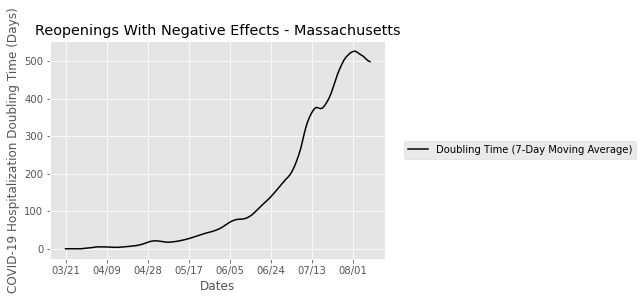 Reopenings With Negative Effects - Massachusetts
COVID-19 Hospitalization Doubling Time (Days)
500
400
300
200
100
0
03/21 04/09 04/28 05/17 06/05 06/24 07/13 08/01
Dates
Doubling Time (7-Day Moving Average)